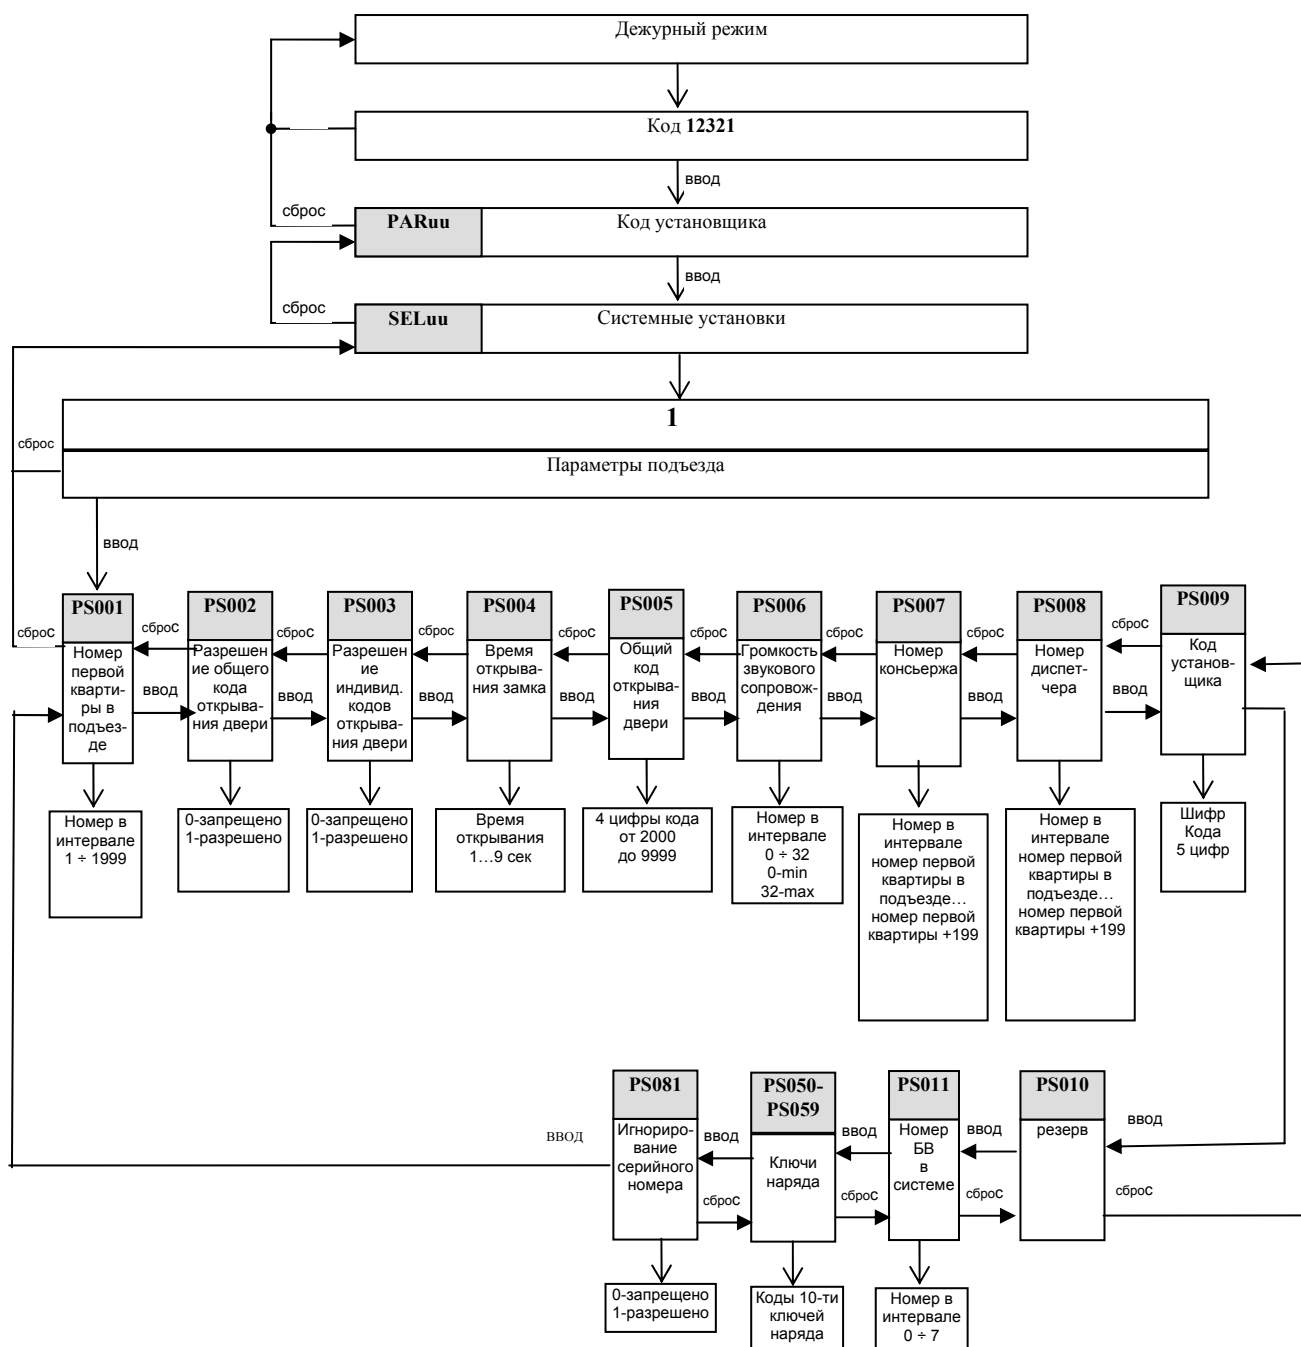 Дежурный режим
Код 12321
ввод
сброс
PARuu
Код установщика
ввод
сброс
SELuu
Системные установки
1
сброс
Параметры подъезда
ввод
PS001
PS002
PS003
PS004
PS005
PS006
PS007
PS008
PS009
сброс
сброс
сброс
сброс
сброс
сброс
сброс
сброс
сброс
Номер
первой
кварти-
ры в
подъез-
де
Разрешен
ие общего
кода
открыва-
ния двери
Разрешен
ие
индивид.
кодов
открыва-
ния двери
Время
открыва-
ния замка
Общий
код
открыва-
ния
двери
Громкость
звукового
сопровож-
дения
Номер
консьержа
Номер
диспет-
чера
Код
установ-
щика
ввод
ввод
ввод
ввод
ввод
ввод
ввод
ввод
Номер в
интервале
1 ÷ 1999
0-запрещено
1-разрешено
0-запрещено
1-разрешено
Время
открывания
1...9 сек
4 цифры кода
от 2000
до 9999
Номер в
интервале
0 ÷ 32
0-min
32-max
Номер в
интервале
номер первой
квартиры в
подъезде...
номер первой
квартиры +199
Номер в
интервале
номер первой
квартиры в
подъезде...
номер первой
квартиры +199
Шифр
Кода
5 цифр
PS081
PS050-
PS059
PS011
PS010
ввод
Игнориро-
вание
серийного
номера
ввод
Ключи
наряда
ввод
Номер
БВ
в
системе
ввод
резерв
ввод
сброс
сброс
сброс
сброс
0-запрещено
1-разрешено
Коды 10-ти
ключей
наряда
Номер в
интервале
0 ÷ 7